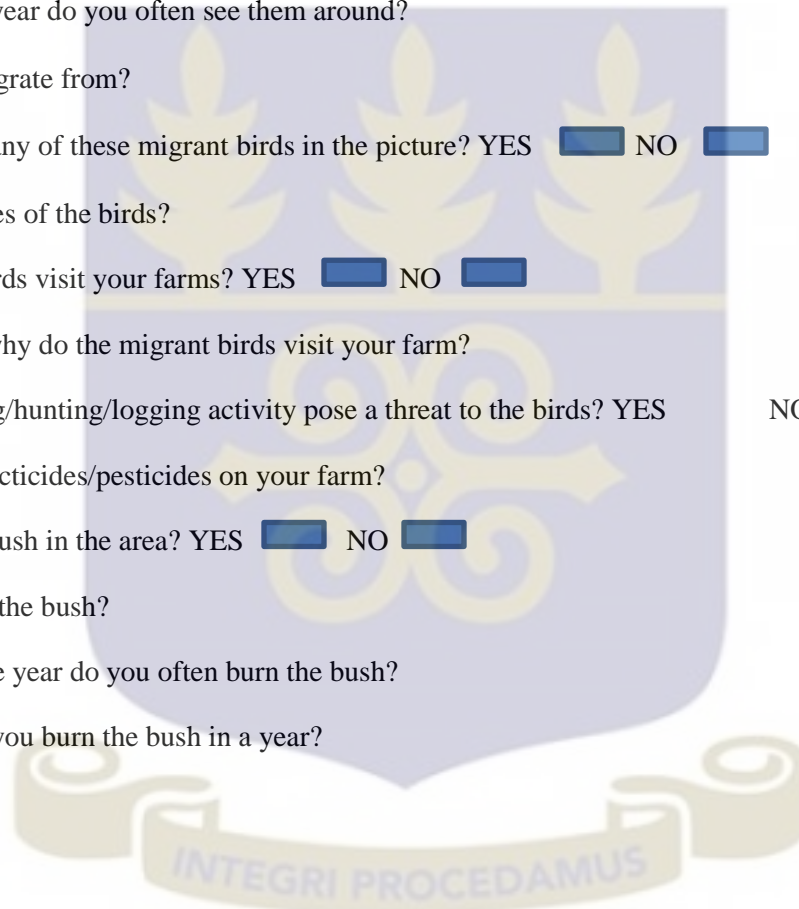 year do you often see them around?
grate from?
any of these migrant birds in the picture? YES NO
es of the birds?
rds visit your farms? YES NO
why do the migrant birds visit your farm?
g/hunting/logging activity pose a threat to the birds? YES NO
cticides/pesticides on your farm?
ush in the area? YES NO
the bush?
e year do you often burn the bush?
you burn the bush in a year?
INTEGRI PROCEDAMUS